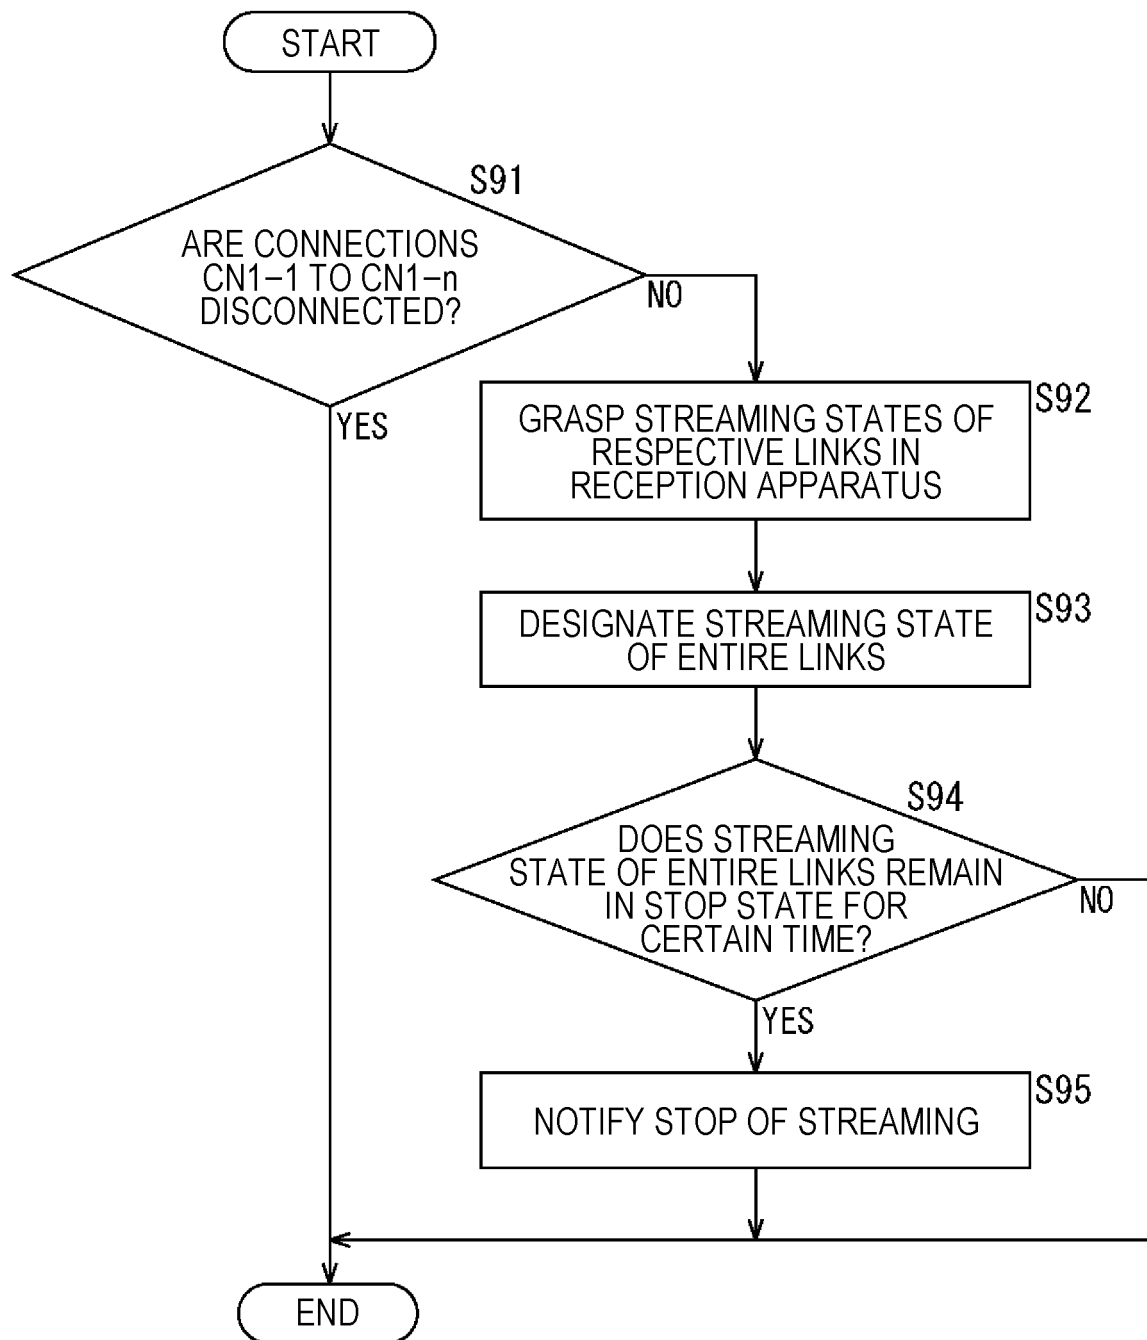 START
S91
ARE CONNECTIONS
CN1-1 TO CN1-n
DISCONNECTED?
NO
YES
S92
GRASP STREAMING STATES OF
RESPECTIVE LINKS IN
RECEPTION APPARATUS
S93
DESIGNATE STREAMING STATE
OF ENTIRE LINKS
S94
DOES STREAMING
STATE OF ENTIRE LINKS REMAIN
IN STOP STATE FOR
CERTAIN TIME?
NO
YES
S95
NOTIFY STOP OF STREAMING
END